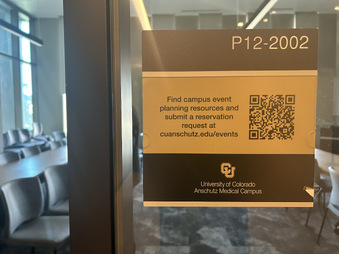 P12-2002
Find campus event
planning resources and
submit a reservation
request at
cuanschutz.edu/events
CU
University of Colorado
Anschutz Medical Campus